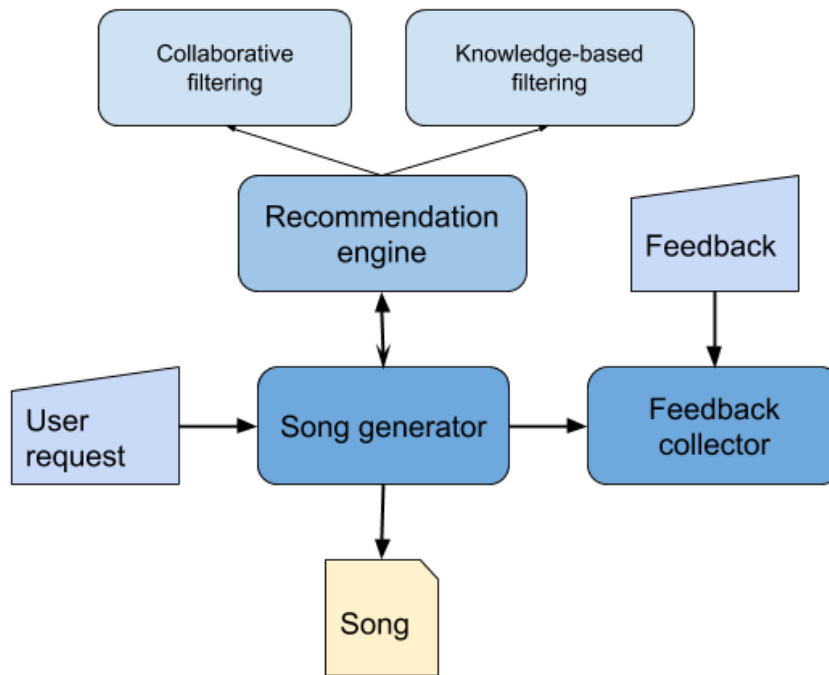 Collaborative
filtering
Knowledge-based
filtering
Recommendation
engine
Feedback
User
request
Song generator
Feedback
collector
Song